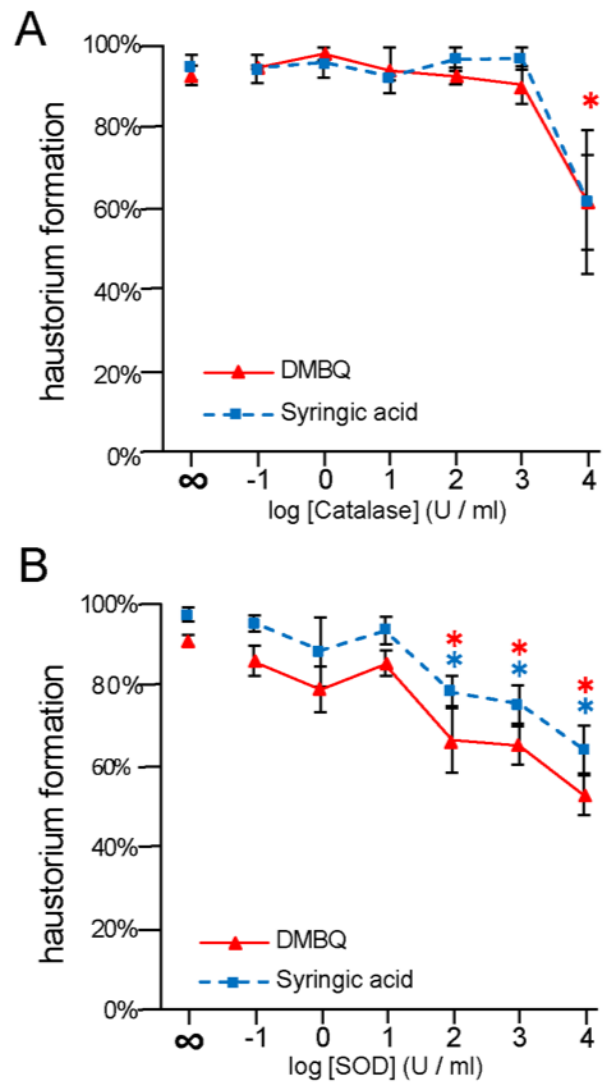 A
100%
80%
60%
40%
20%
0%
haustorium formation
*
DMBQ
Syringic acid
∞ -1 0 1 2 3 4
log [Catalase] (U / ml)
B
100%
80%
60%
40%
20%
0%
haustorium formation
* * *
* * *
DMBQ
Syringic acid
∞ -1 0 1 2 3 4
log [SOD] (U / ml)